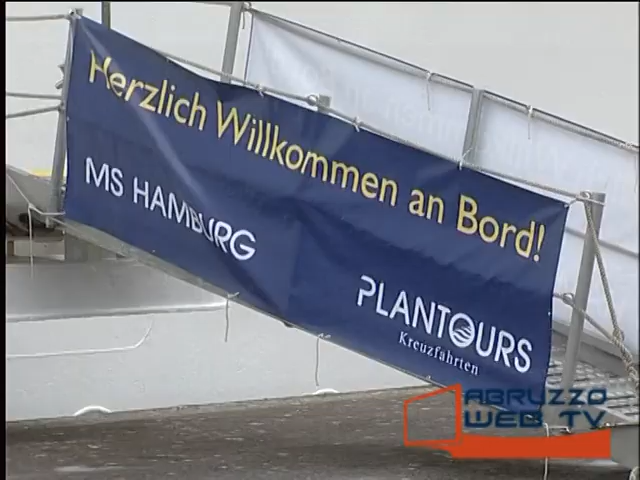 Herzlich Willkommen an Bord!
MS HAMBURG
PLANTOURS
Kreuzfahrten
ABRUZZO
WEB TV